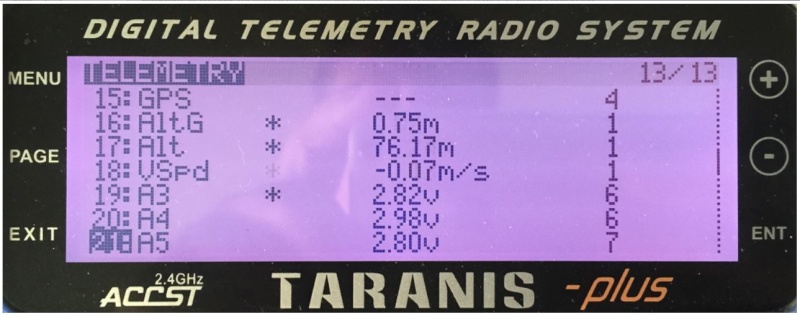 DIGITAL TELEMETRY RADIO SYSTEM
MENU
PAGE
EXIT
TELEMETRY 13/13
15: GPS --- 4
16: AltG * 0.75m 1
17: Alt * 76.17m 1
18: VSpd * -0.07m/s 1
19: A3 * 2.82v 6
20: A4 2.98v 6
21: A5 2.80v 7
+
-
ENT.
2.4GHz
ACCST
TARANIS -plus